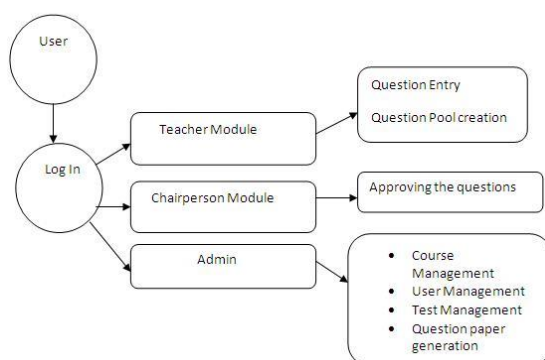 User
Log In
Teacher Module
Question Entry
Question Pool creation
Chairperson Module
Approving the questions
Admin
• Course
Management
• User Management
• Test Management
• Question paper
generation